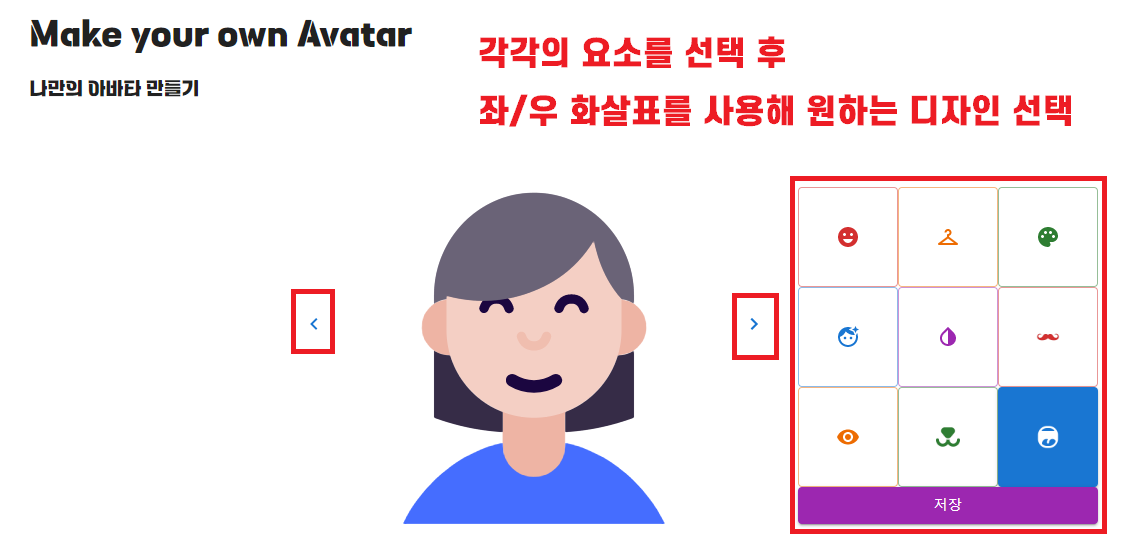 Make your own Avatar
나만의 아바타 만들기
각각의 요소를 선택 후
좌/우 화살표를 사용해 원하는 디자인 선택
저장